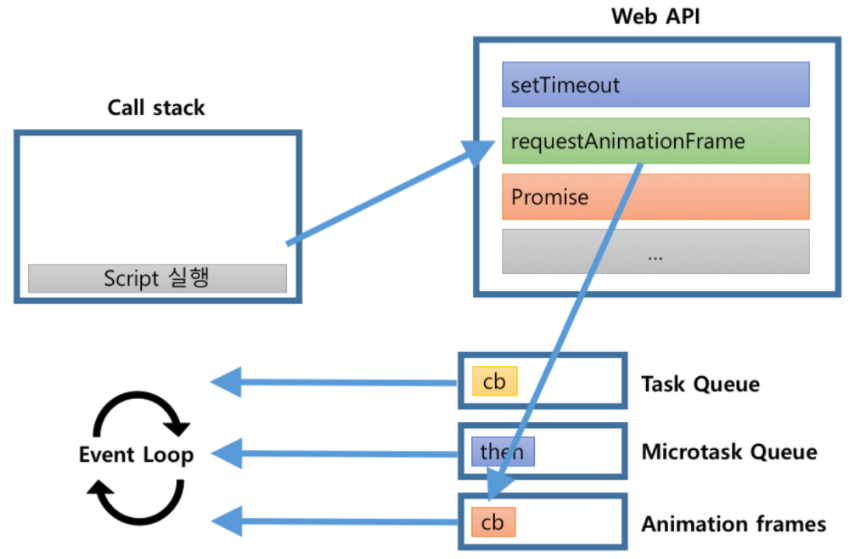 Web API
setTimeout
Call stack
requestAnimationFrame
Promise
...
Script 실행
cb
Task Queue
then
Microtask Queue
Event Loop
cb
Animation frames